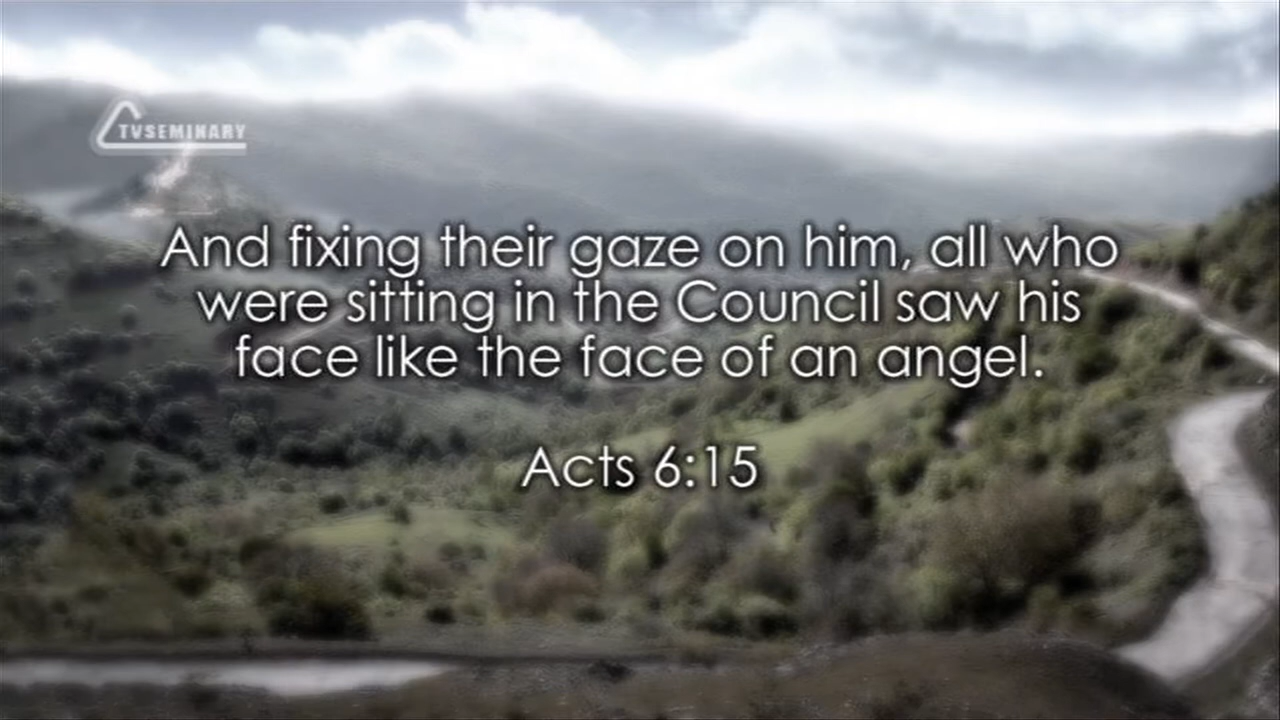 TVSEMINARY
And fixing their gaze on him, all who
were sitting in the Council saw his
face like the face of an angel.
Acts 6:15